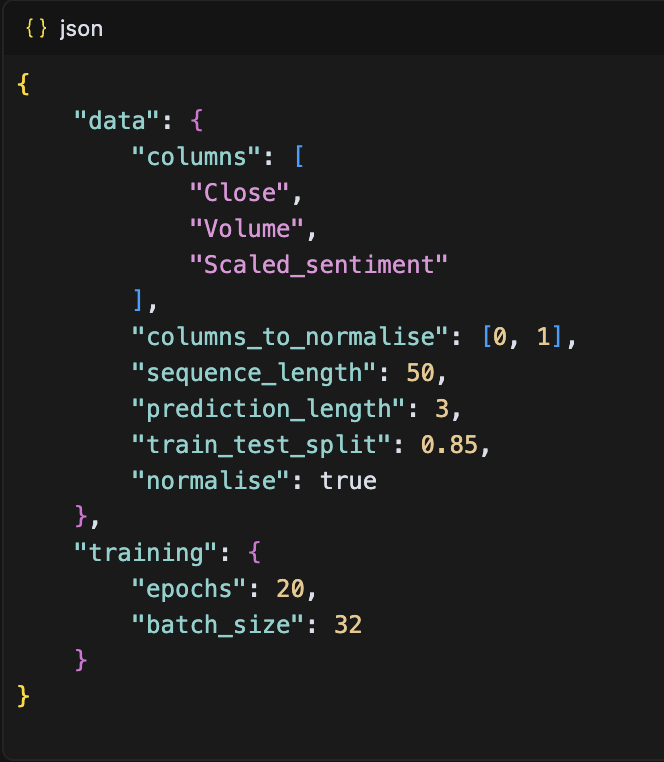 {} json
{
    "data": {
        "columns": [
            "Close",
            "Volume",
            "Scaled_sentiment"
        ],
        "columns_to_normalise": [0, 1],
        "sequence_length": 50,
        "prediction_length": 3,
        "train_test_split": 0.85,
        "normalise": true
    },
    "training": {
        "epochs": 20,
        "batch_size": 32
    }
}